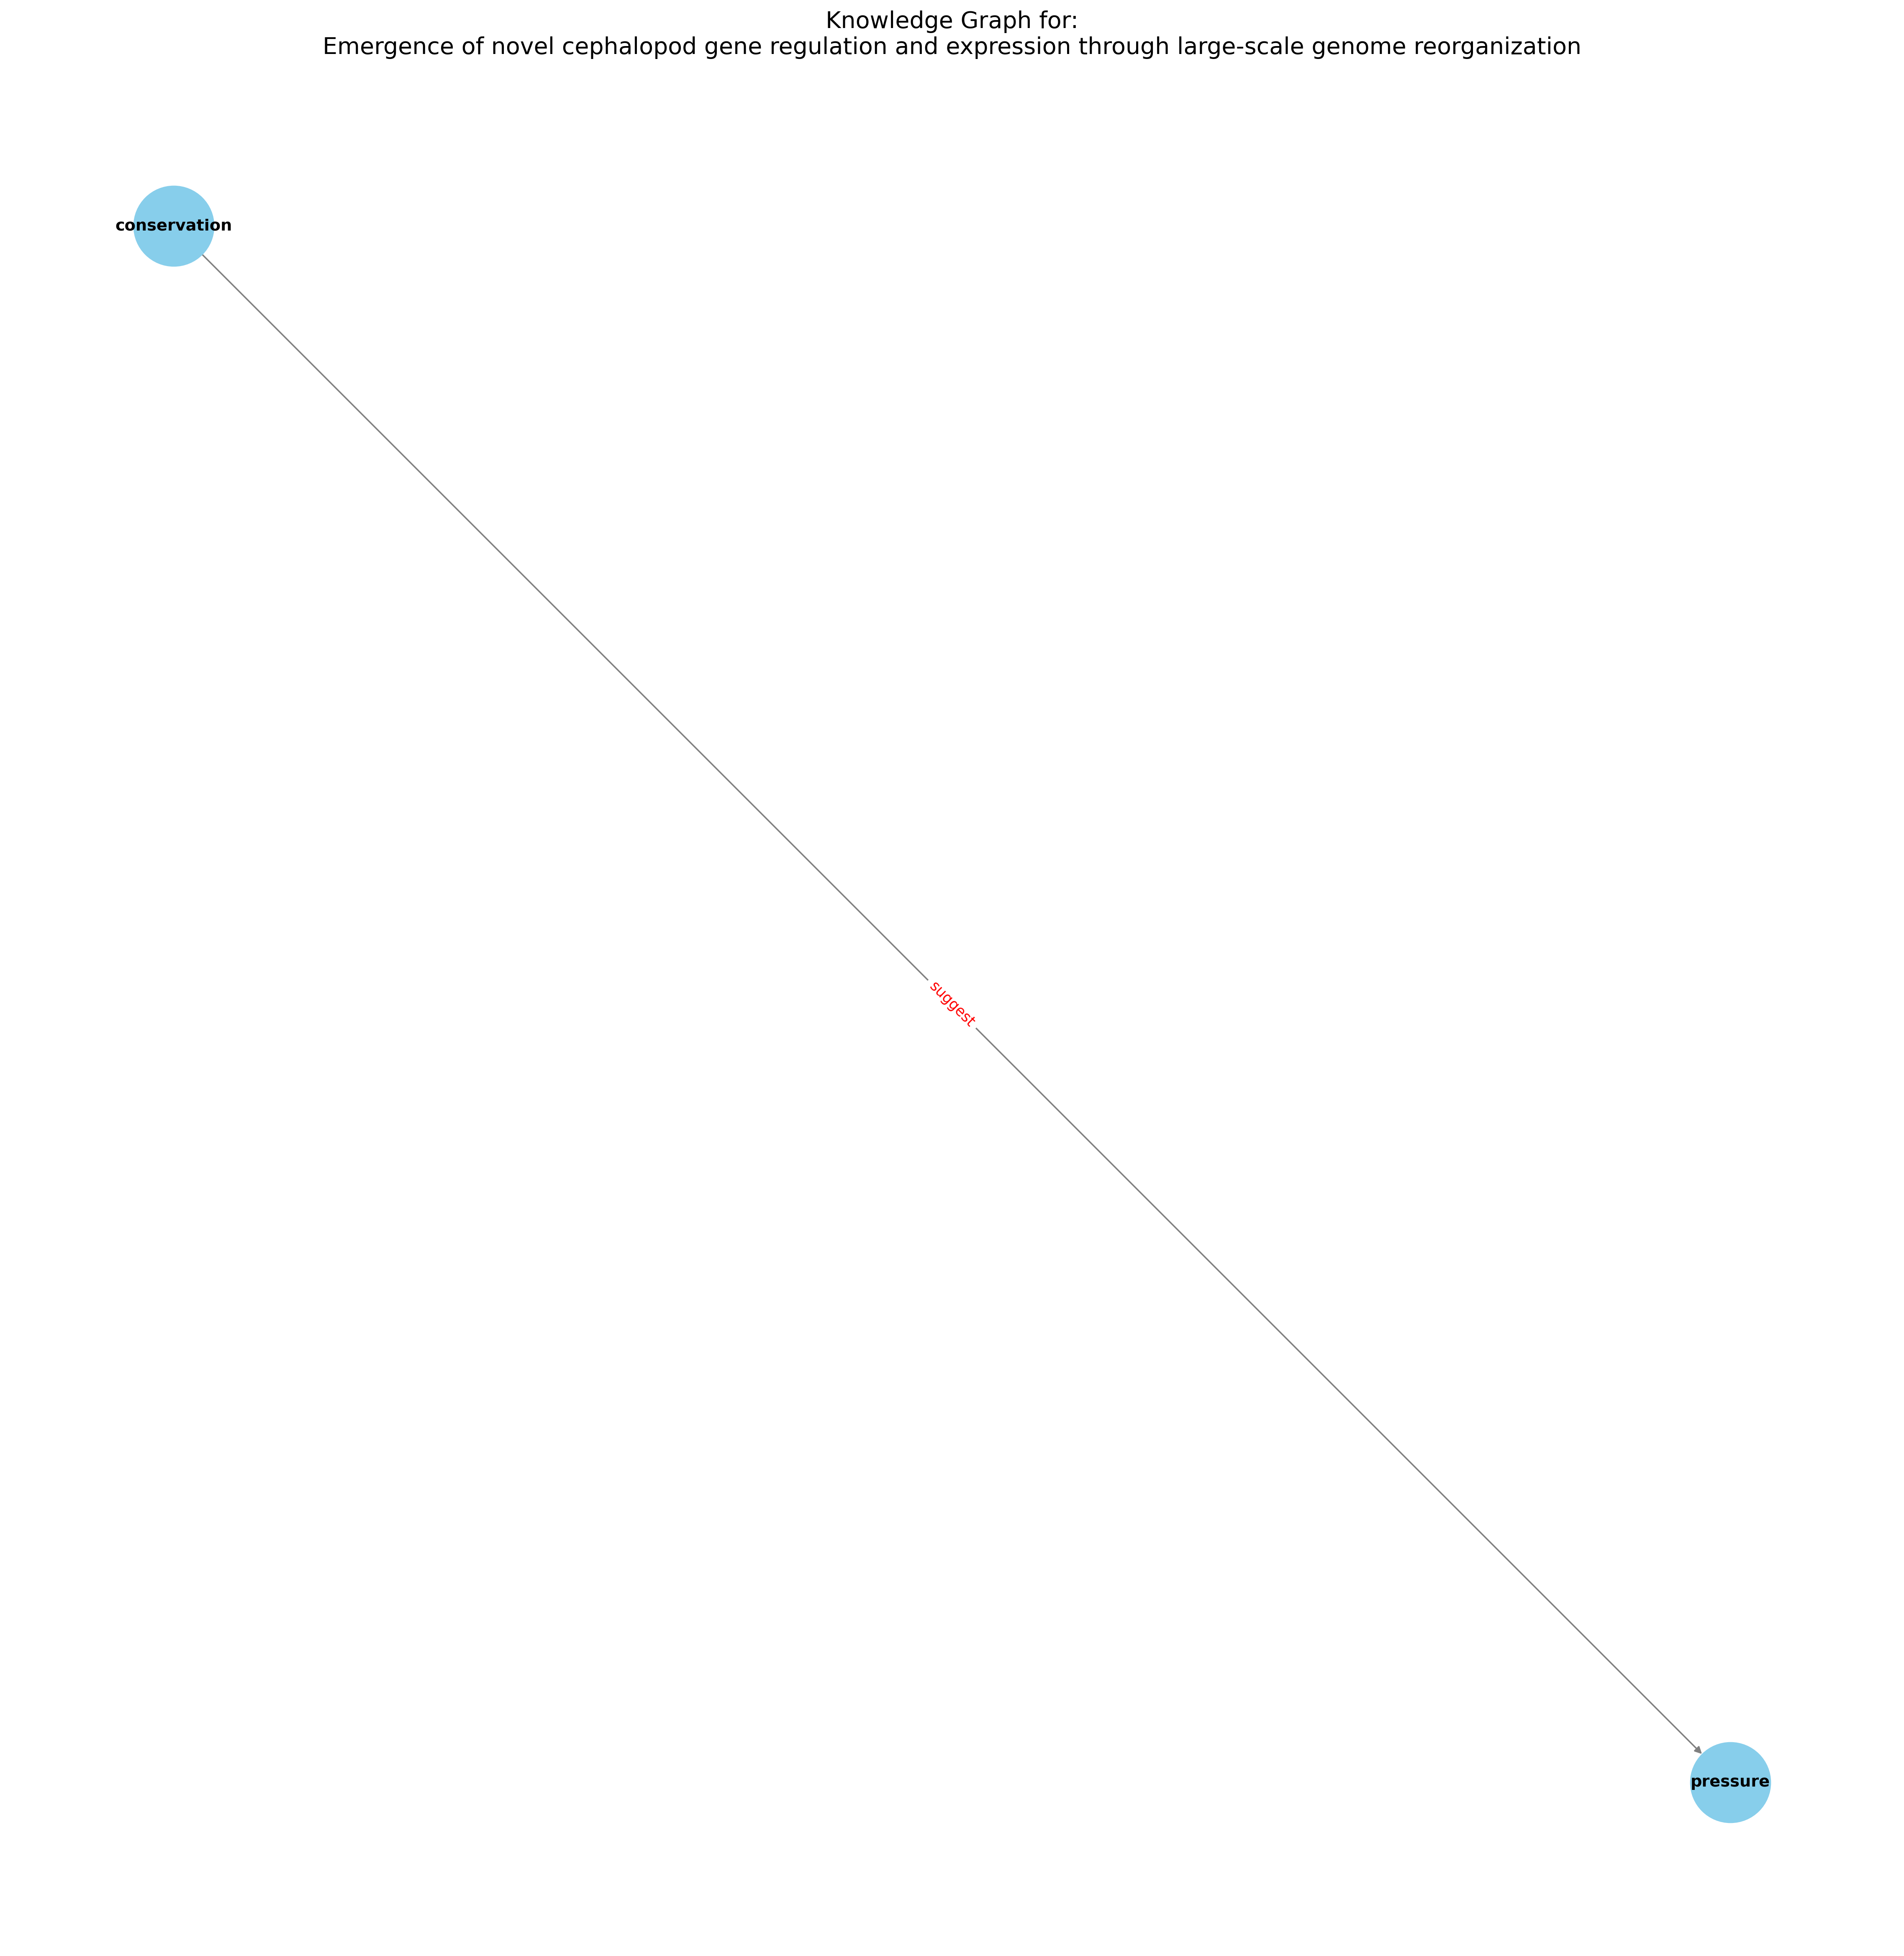 Knowledge Graph for:
Emergence of novel cephalopod gene regulation and expression through large-scale genome reorganization
conservation
suggest
pressure